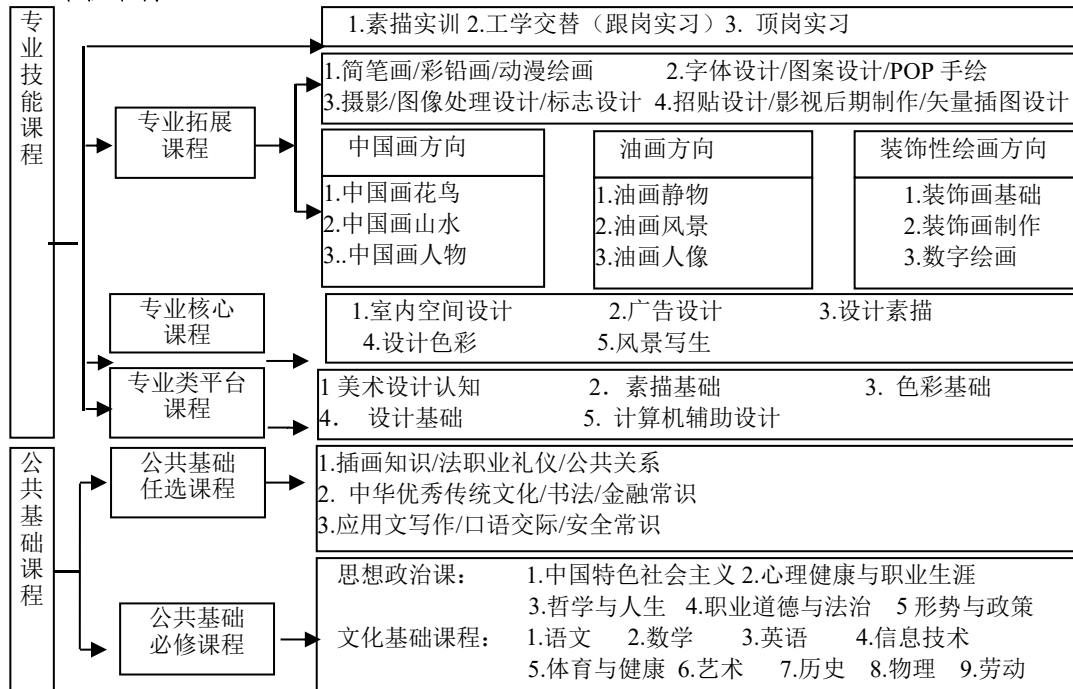 专业技能课程
1.素描实训 2.工学交替（跟岗实习）3. 顶岗实习
专业拓展
课程
1.简笔画/彩铅画/动漫绘画 2.字体设计/图案设计/POP 手绘
3.摄影/图像处理设计/标志设计 4.招贴设计/影视后期制作/矢量插图设计
中国画方向
1.中国画花鸟
2.中国画山水
3..中国画人物
油画方向
1.油画静物
2.油画风景
3.油画人像
装饰性绘画方向
1.装饰画基础
2.装饰画制作
3.数字绘画
专业核心
课程
1.室内空间设计 2.广告设计 3.设计素描
4.设计色彩 5.风景写生
专业类平台
课程
1 美术设计认知 2．素描基础 3. 色彩基础
4． 设计基础 5. 计算机辅助设计
公共基础课程
公共基础
任选课程
1.插画知识/法职业礼仪/公共关系
2. 中华优秀传统文化/书法/金融常识
3.应用文写作/口语交际/安全常识
公共基础
必修课程
思想政治课： 1.中国特色社会主义 2.心理健康与职业生涯
3.哲学与人生 4.职业道德与法治 5 形势与政策
文化基础课程： 1.语文 2.数学 3.英语 4.信息技术
5.体育与健康 6.艺术 7.历史 8.物理 9.劳动